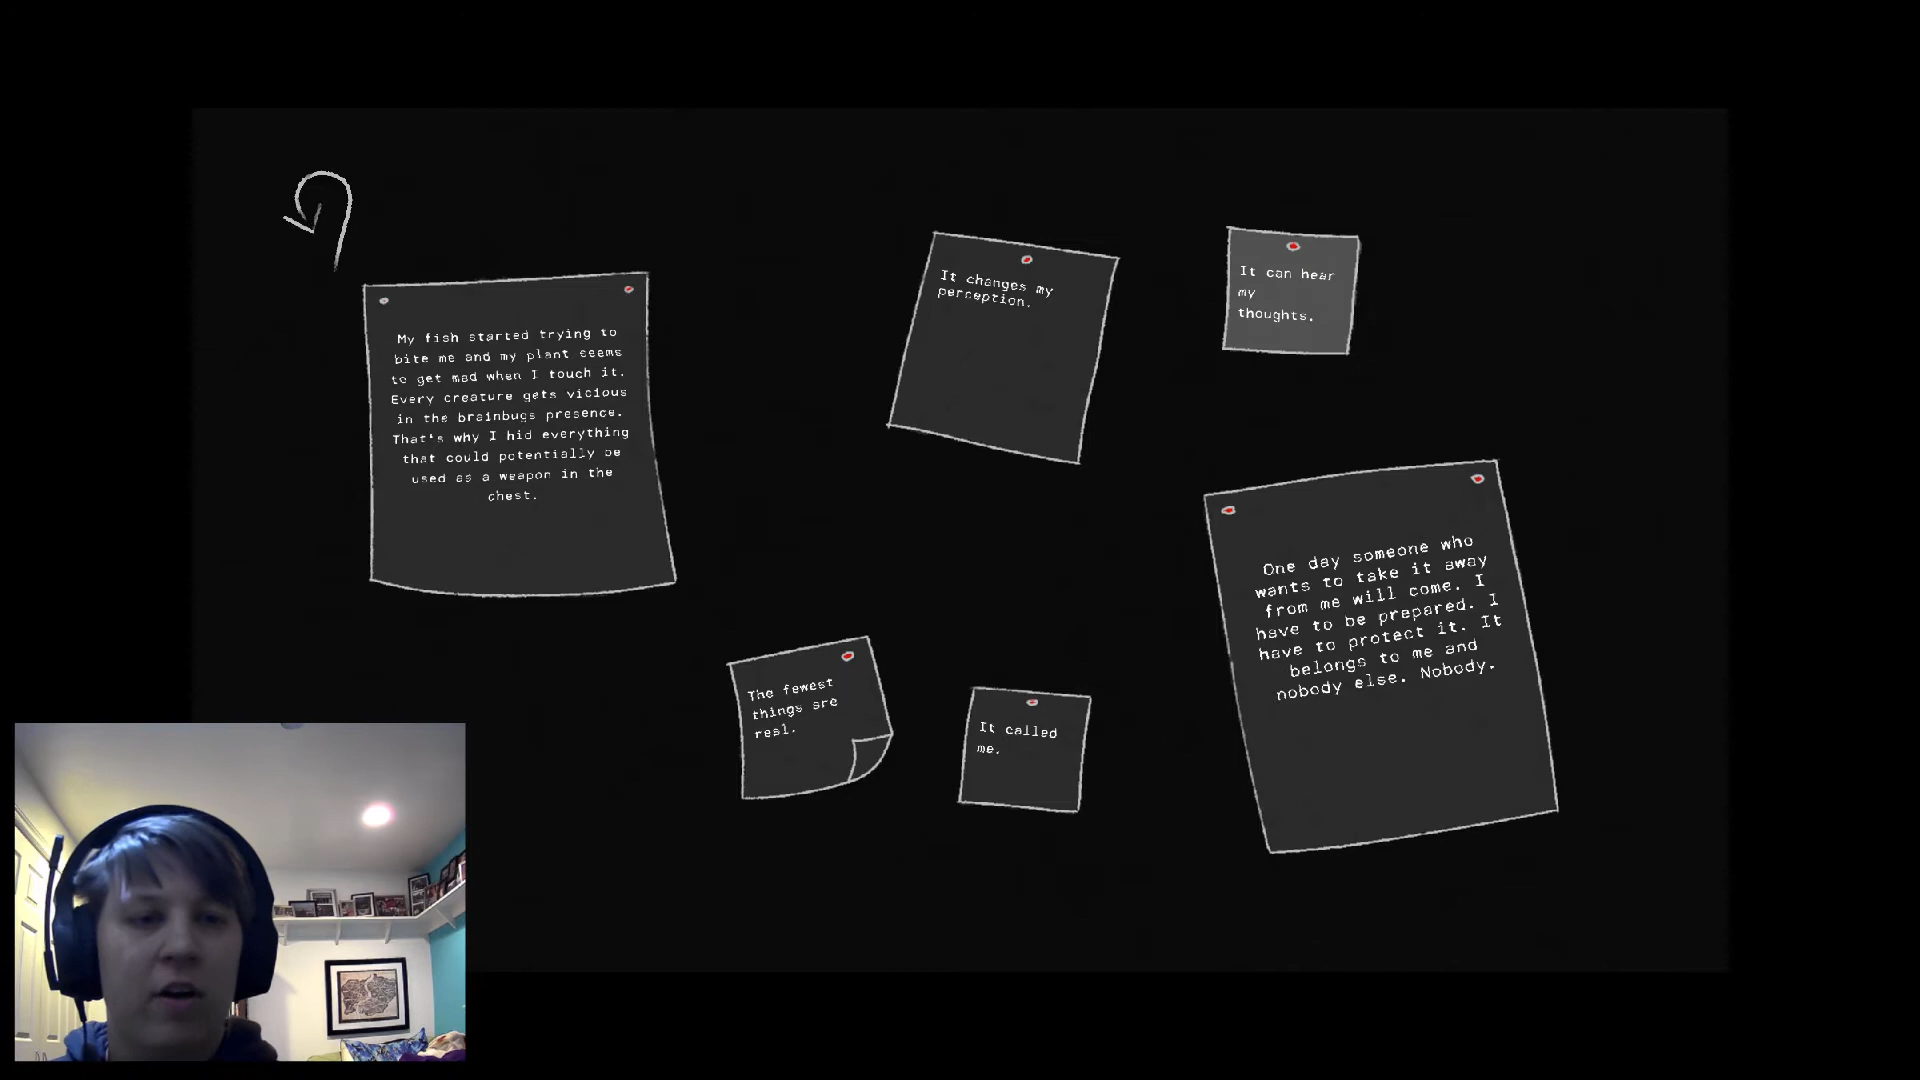 My fish started trying to
bite me and my plant seems
to get mad when I touch it.
Every creature gets vicious
in the brainbugs presence.
That's why I hid everything
that could potentially be
used as a weapon in the
chest.
It changes my
perception.
It can hear
my
thoughts.
The fewest
things are
real.
It called
me.
One day someone who
wants to take it away
from me will come. I
have to be prepared. I
have to protect it. It
belongs to me and
nobody else. Nobody.